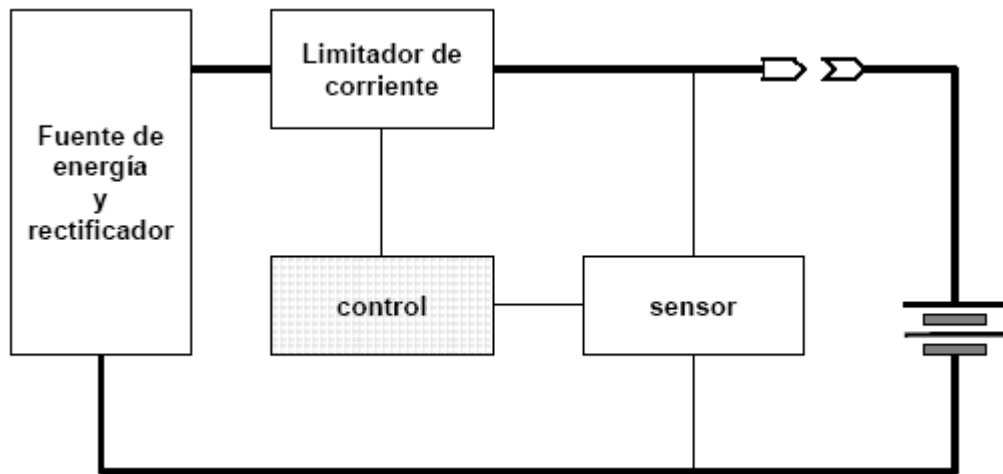 Limitador de
corriente
Fuente de
energía
y
rectificador
control
sensor